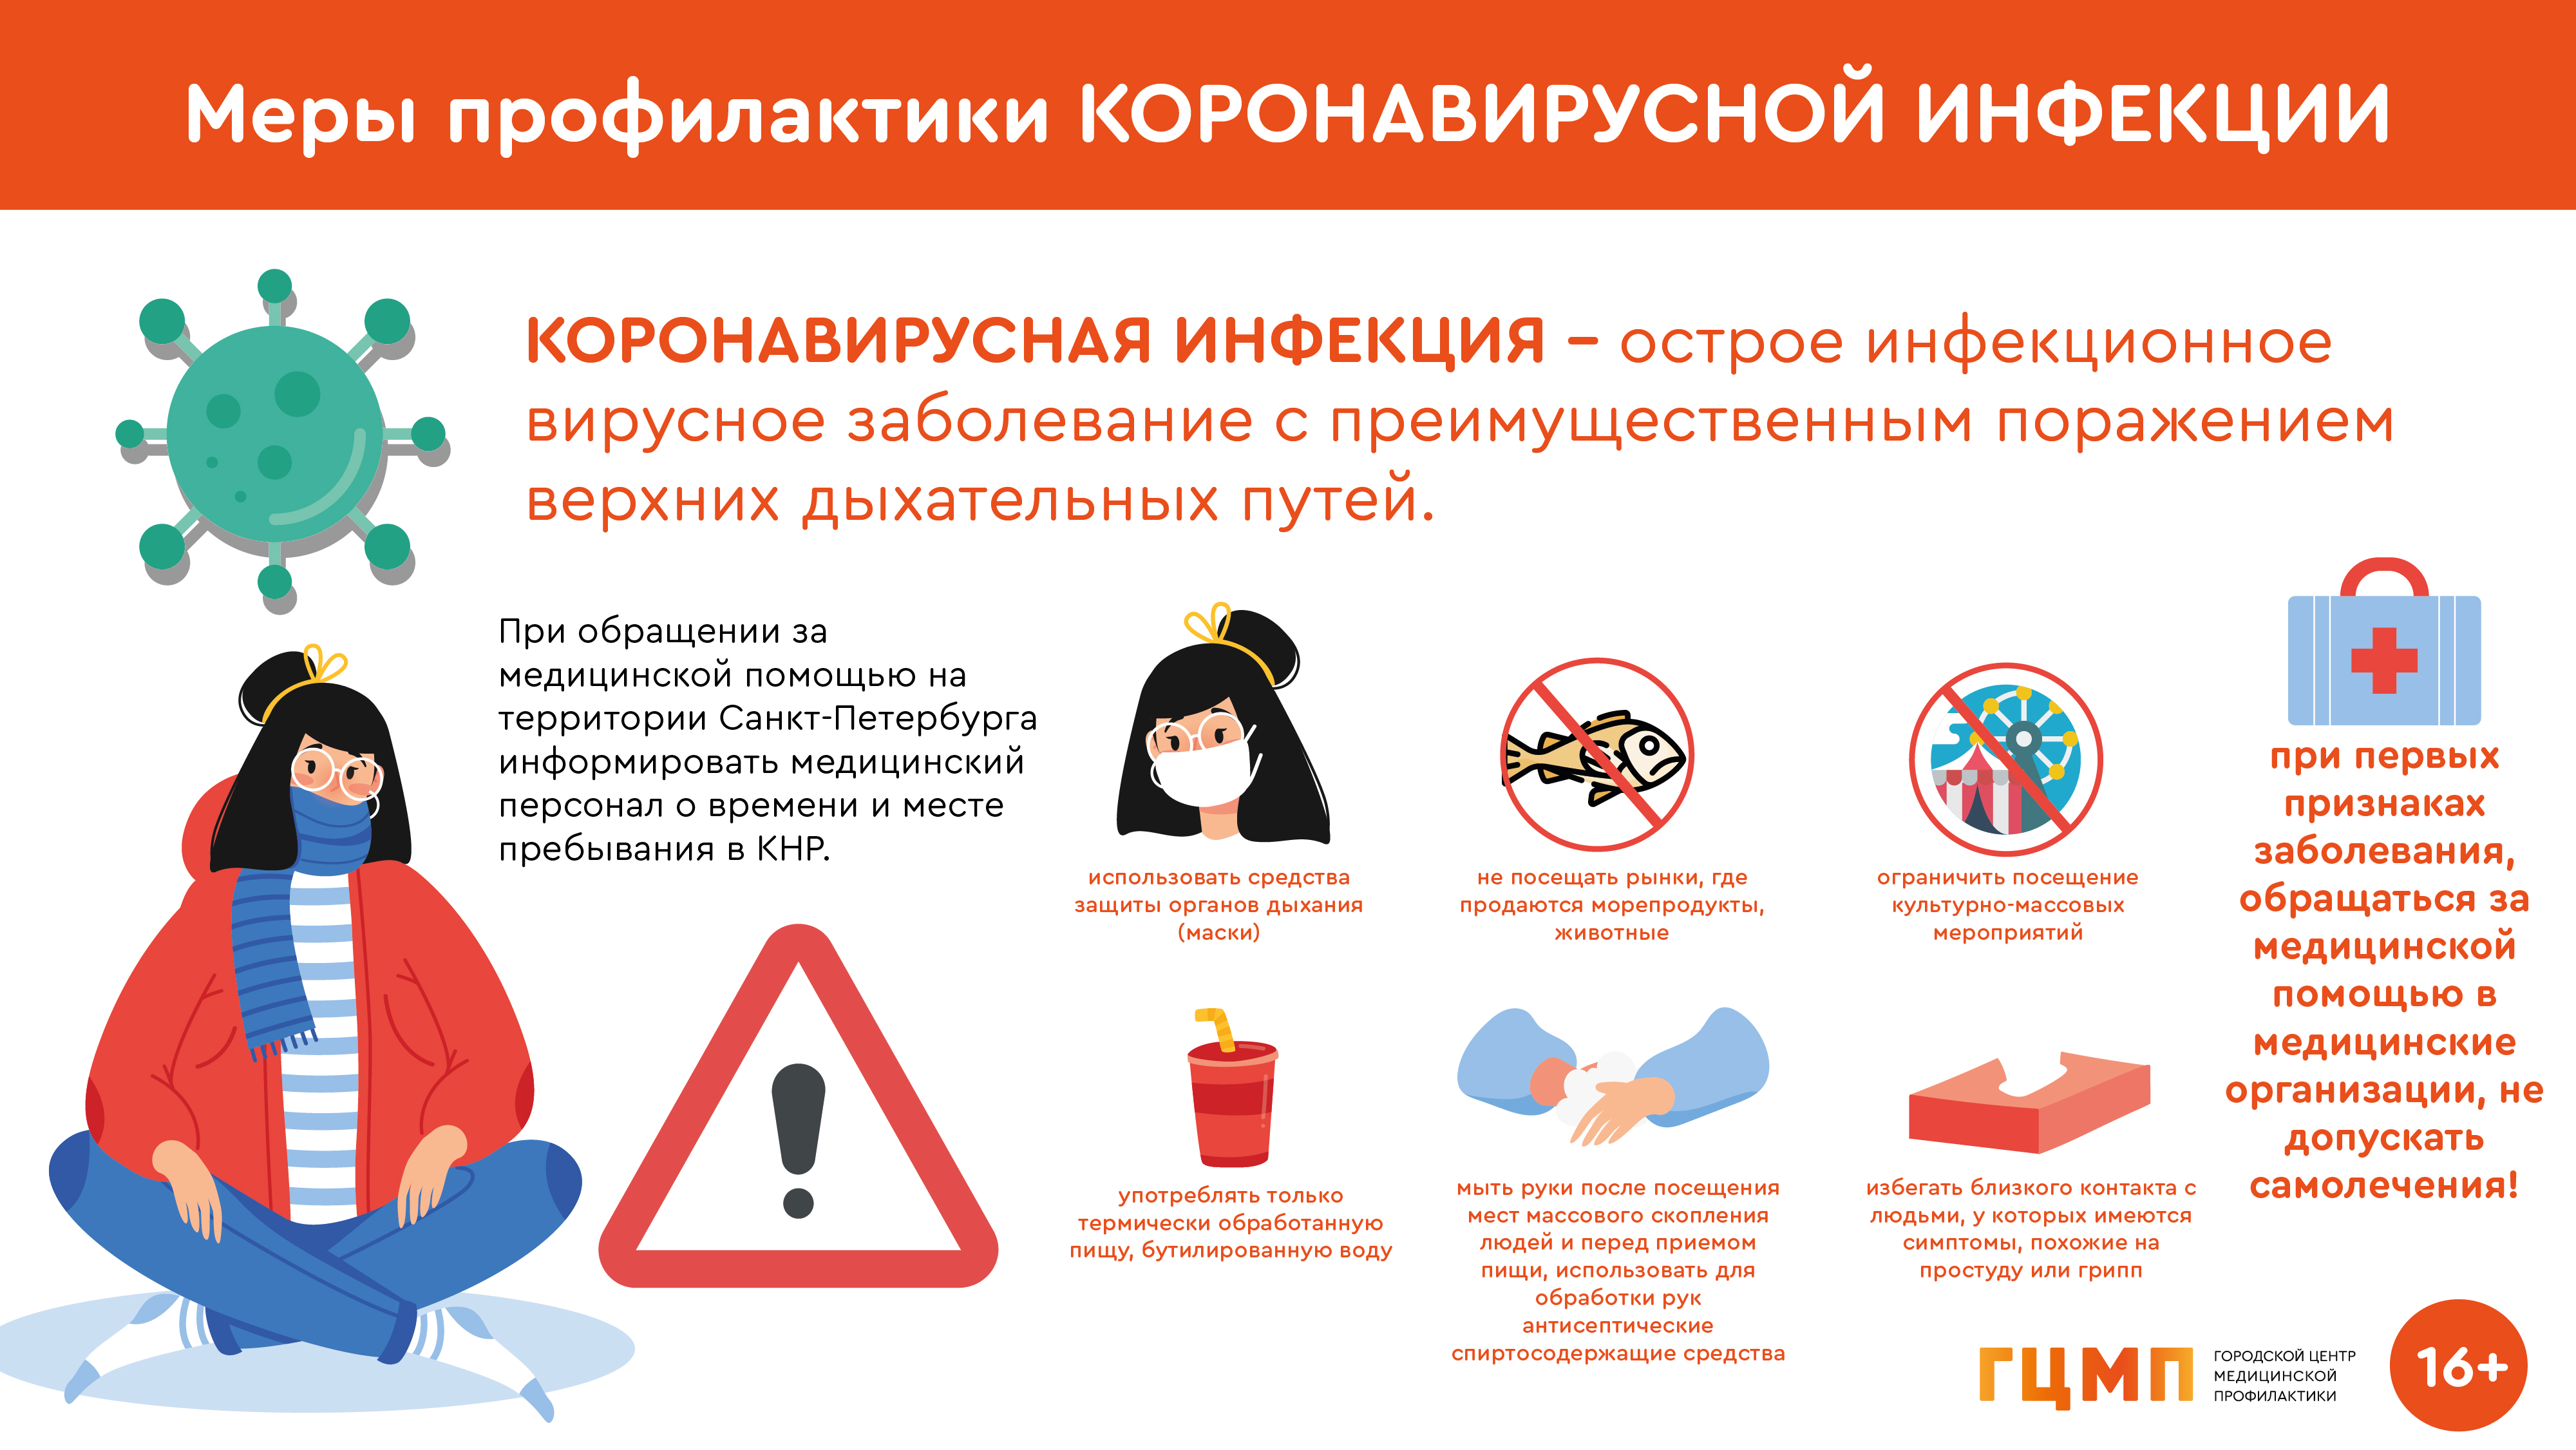 Меры профилактики КОРОНАВИРУСНОЙ ИНФЕКЦИИ
КОРОНАВИРУСНАЯ ИНФЕКЦИЯ – острое инфекционное
вирусное заболевание с преимущественным поражением
верхних дыхательных путей.
При обращении за
медицинской помощью на
территории Санкт-Петербурга
информировать медицинский
персонал о времени и месте
пребывания в КНР.
использовать средства
защиты органов дыхания
(маски)
не посещать рынки, где
продаются морепродукты,
животные
ограничить посещение
культурно-массовых
мероприятий
употреблять только
термически обработанную
пищу, бутилированную воду
мыть руки после посещения
мест массового скопления
людей и перед приемом
пищи, использовать для
обработки рук
антисептические
спиртосодержащие средства
избегать близкого контакта с
людьми, у которых имеются
симптомы, похожие на
простуду или грипп
при первых
признаках
заболевания,
обращаться за
медицинской
помощью в
медицинские
организации, не
допускать
самолечения!
ГЦМП
ГОРОДСКОЙ ЦЕНТР
МЕДИЦИНСКОЙ
ПРОФИЛАКТИКИ
16+